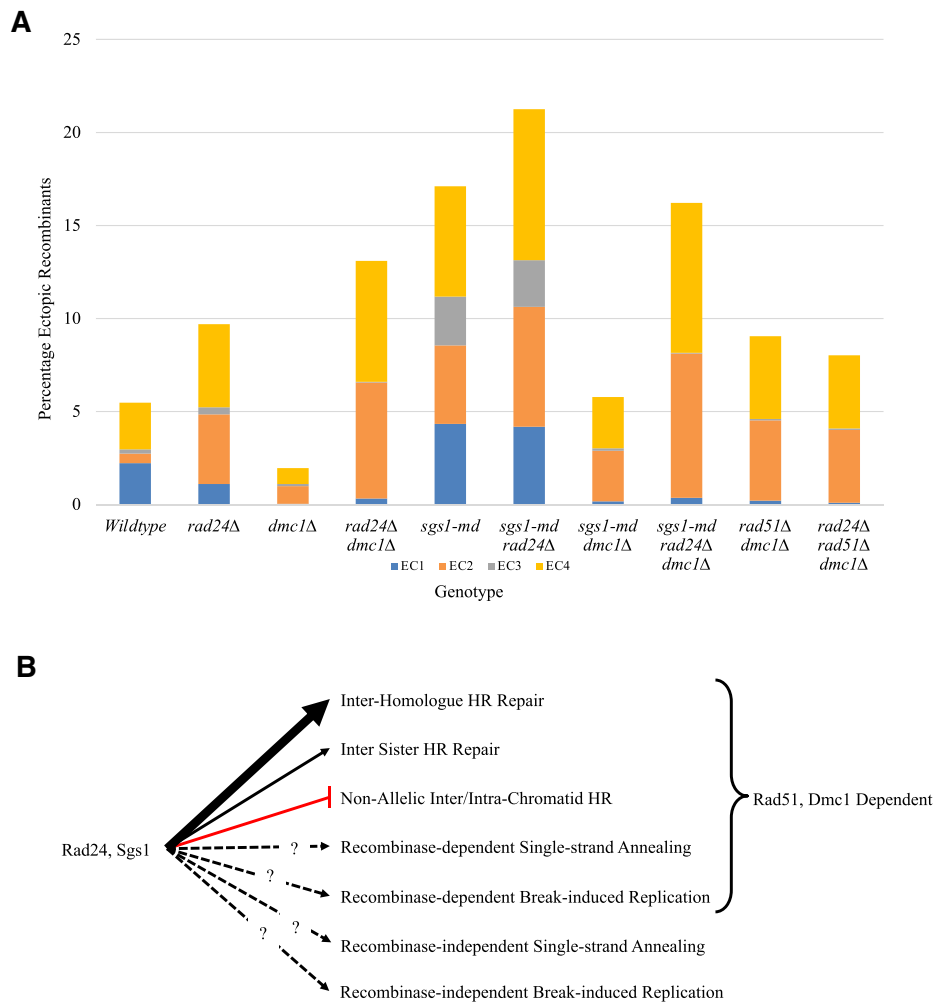 A
25
20
15
10
5
0
Percentage Ectopic Recombinants
Wildtype
rad24Δ
dmc1Δ
rad24Δ
dmc1Δ
sgs1-md
sgs1-md
rad24Δ
sgs1-md
dmc1Δ
sgs1-md
rad24Δ
dmc1Δ
rad51Δ
dmc1Δ
rad24Δ
rad51Δ
dmc1Δ
EC1 EC2 EC3 EC4
Genotype
B
Rad24, Sgs1
Inter-Homologue HR Repair
Inter Sister HR Repair
Non-Allelic Inter/Intra-Chromatid HR
? Recombinase-dependent Single-strand Annealing
? Recombinase-dependent Break-induced Replication
? Recombinase-independent Single-strand Annealing
? Recombinase-independent Break-induced Replication
Rad51, Dmc1 Dependent